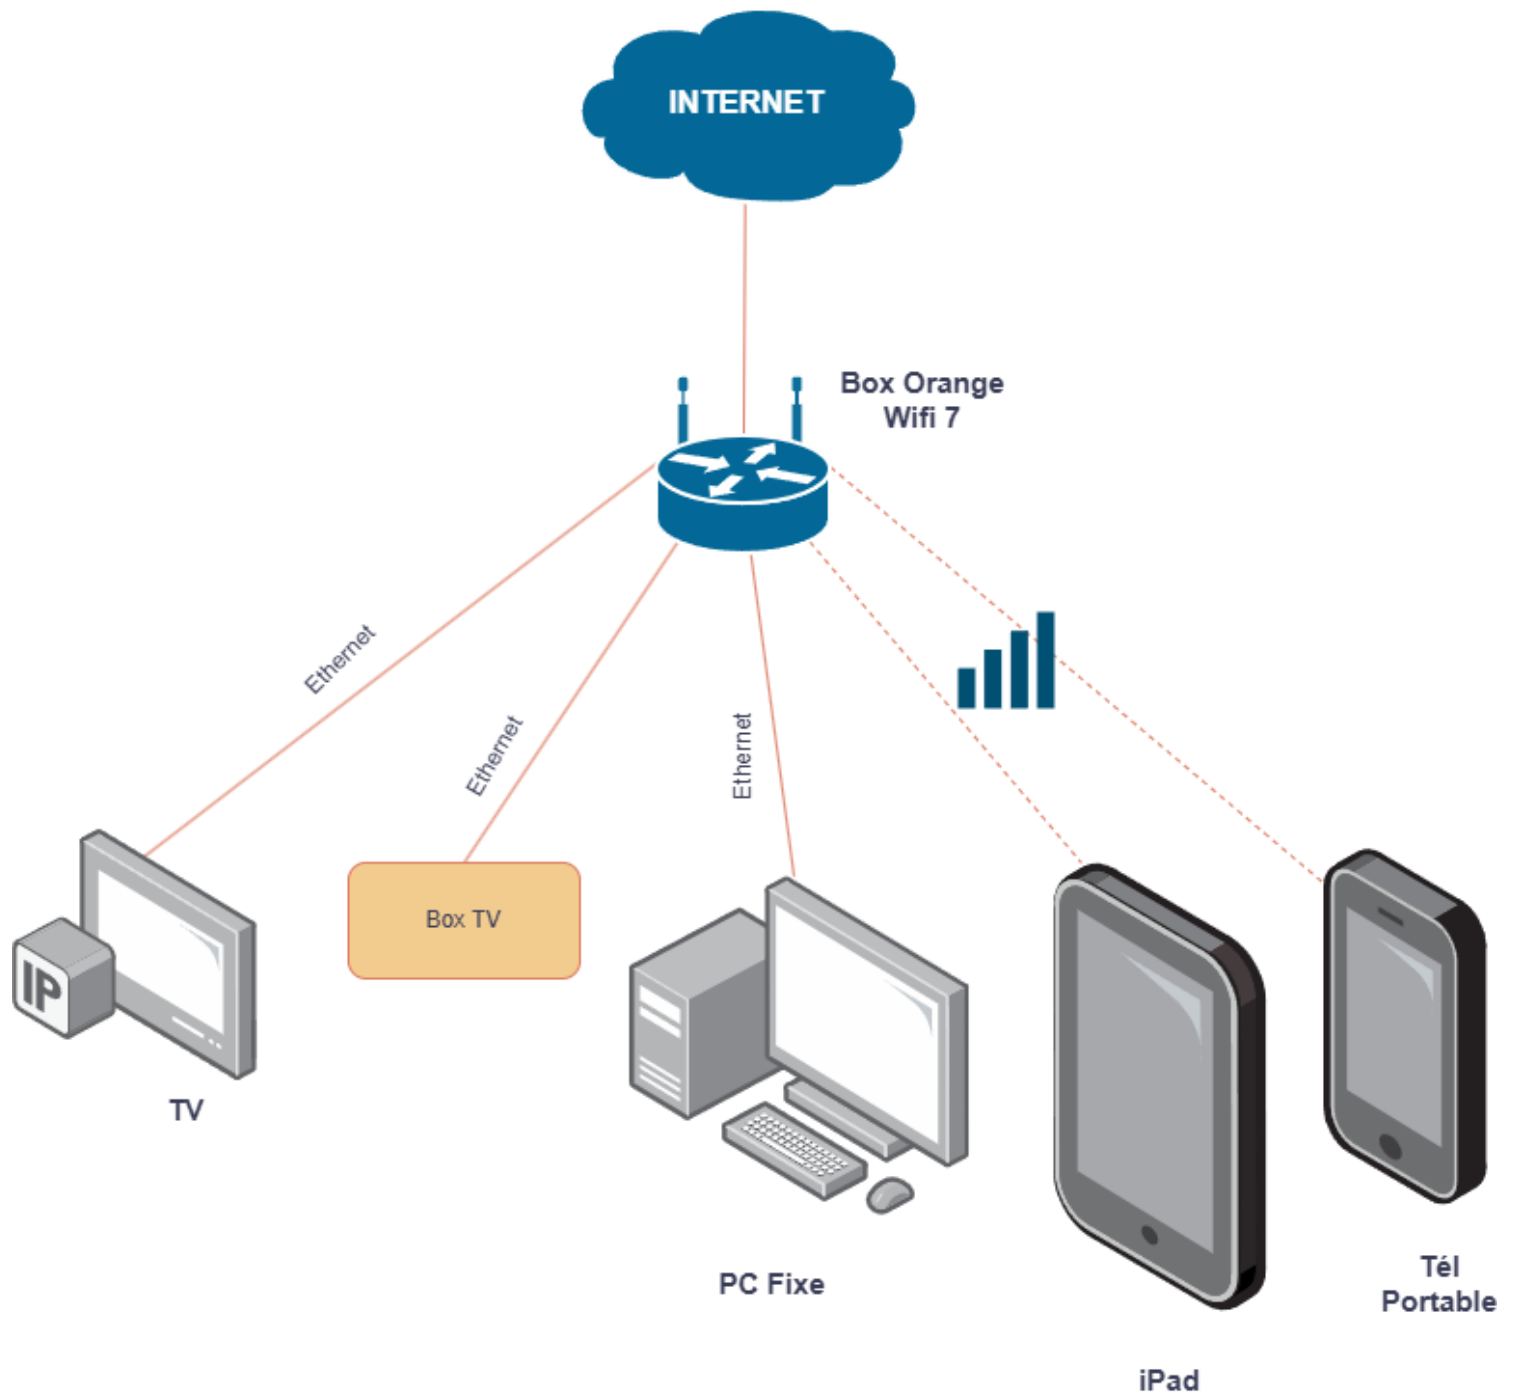 INTERNET
Box Orange
Wifi 7
Ethernet
Ethernet
Ethernet
Box TV
IP
TV
PC Fixe
Tél
Portable
iPad